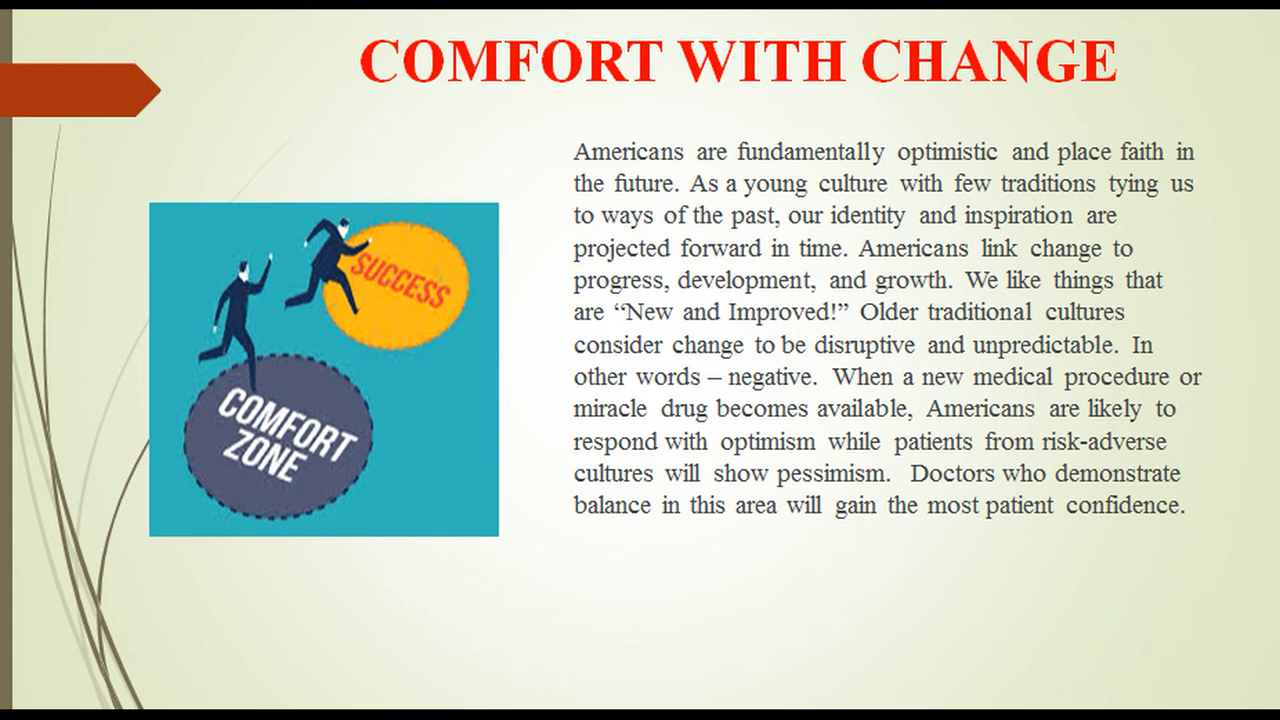 COMFORT WITH CHANGE
SUCCESS
COMFORT
ZONE
Americans are fundamentally optimistic and place faith in
the future. As a young culture with few traditions tying us
to ways of the past, our identity and inspiration are
projected forward in time. Americans link change to
progress, development, and growth. We like things that
are “New and Improved!” Older traditional cultures
consider change to be disruptive and unpredictable. In
other words – negative. When a new medical procedure or
miracle drug becomes available, Americans are likely to
respond with optimism while patients from risk-adverse
cultures will show pessimism. Doctors who demonstrate
balance in this area will gain the most patient confidence.